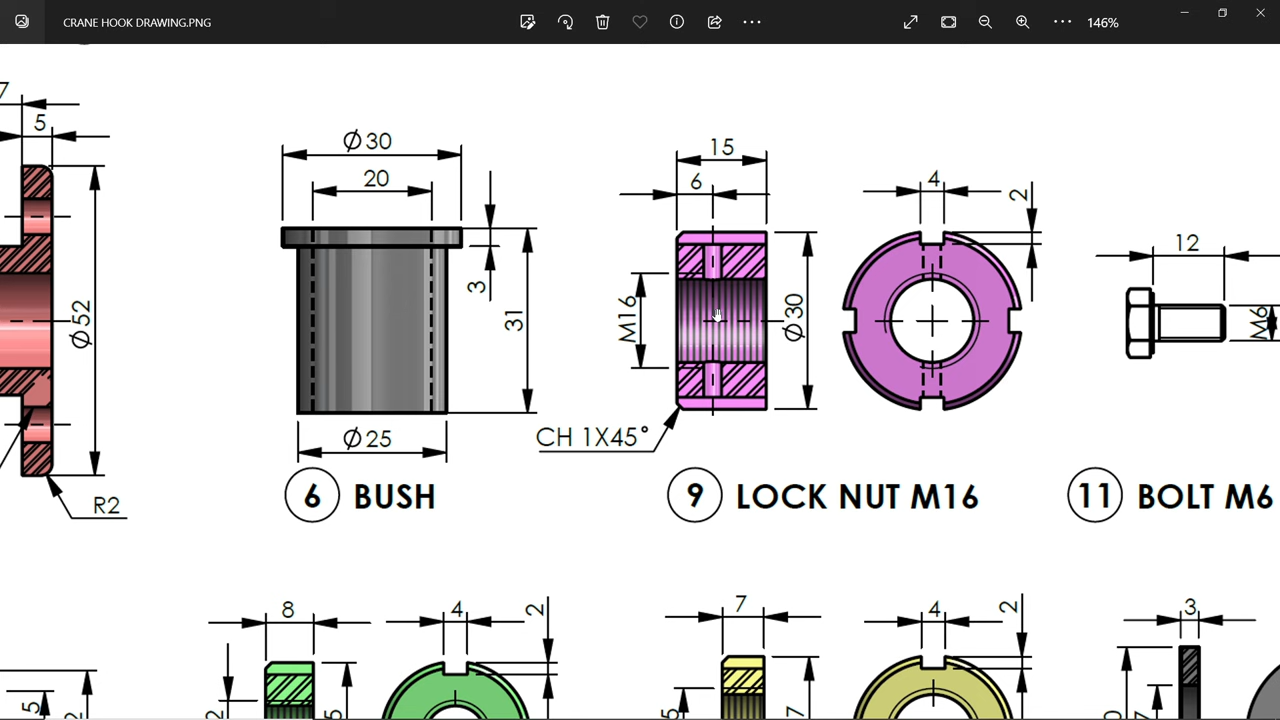 CRANE HOOK DRAWING.PNG
146%
7
5
Ø52
R2
Ø30
20
3
31
Ø25
6 BUSH
15
6
M16
Ø30
CH 1X45°
4
2
9 LOCK NUT M16
12
M6
11 BOLT M6
8
4
2
7
4
2
3